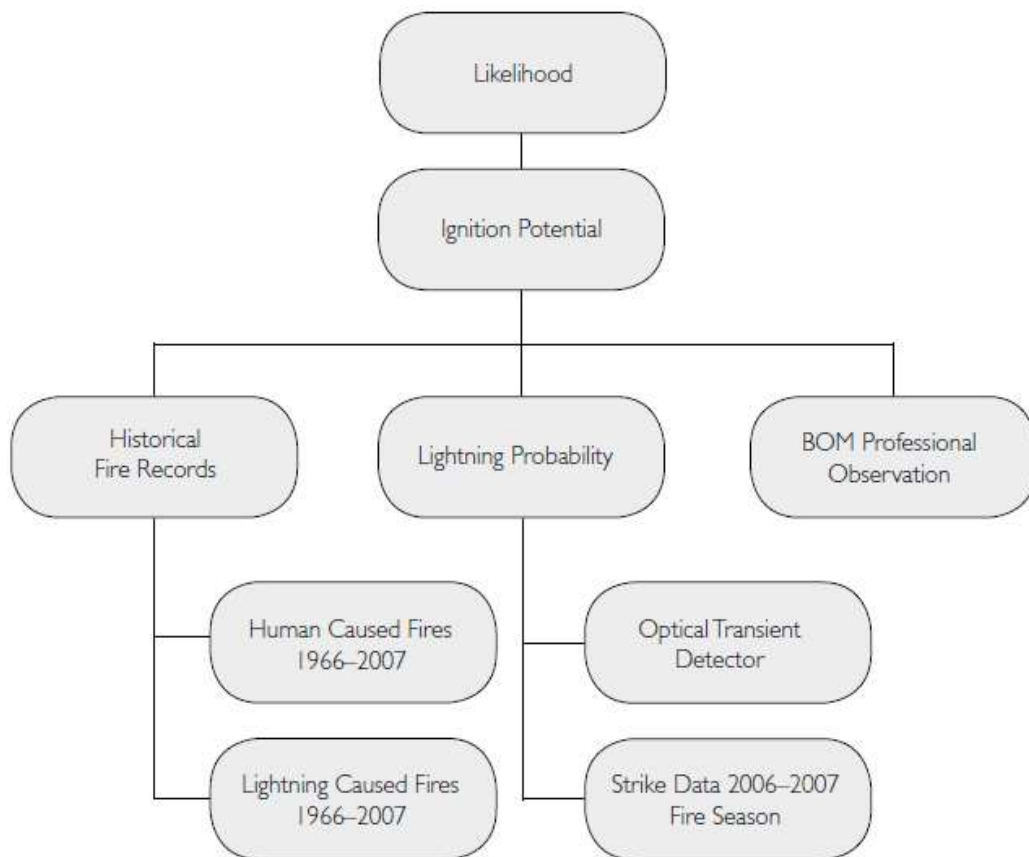 Likelihood
Ignition Potential
Historical
Fire Records
Lightning Probability
BOM Professional
Observation
Human Caused Fires
1966–2007
Optical Transient
Detector
Lightning Caused Fires
1966–2007
Strike Data 2006–2007
Fire Season